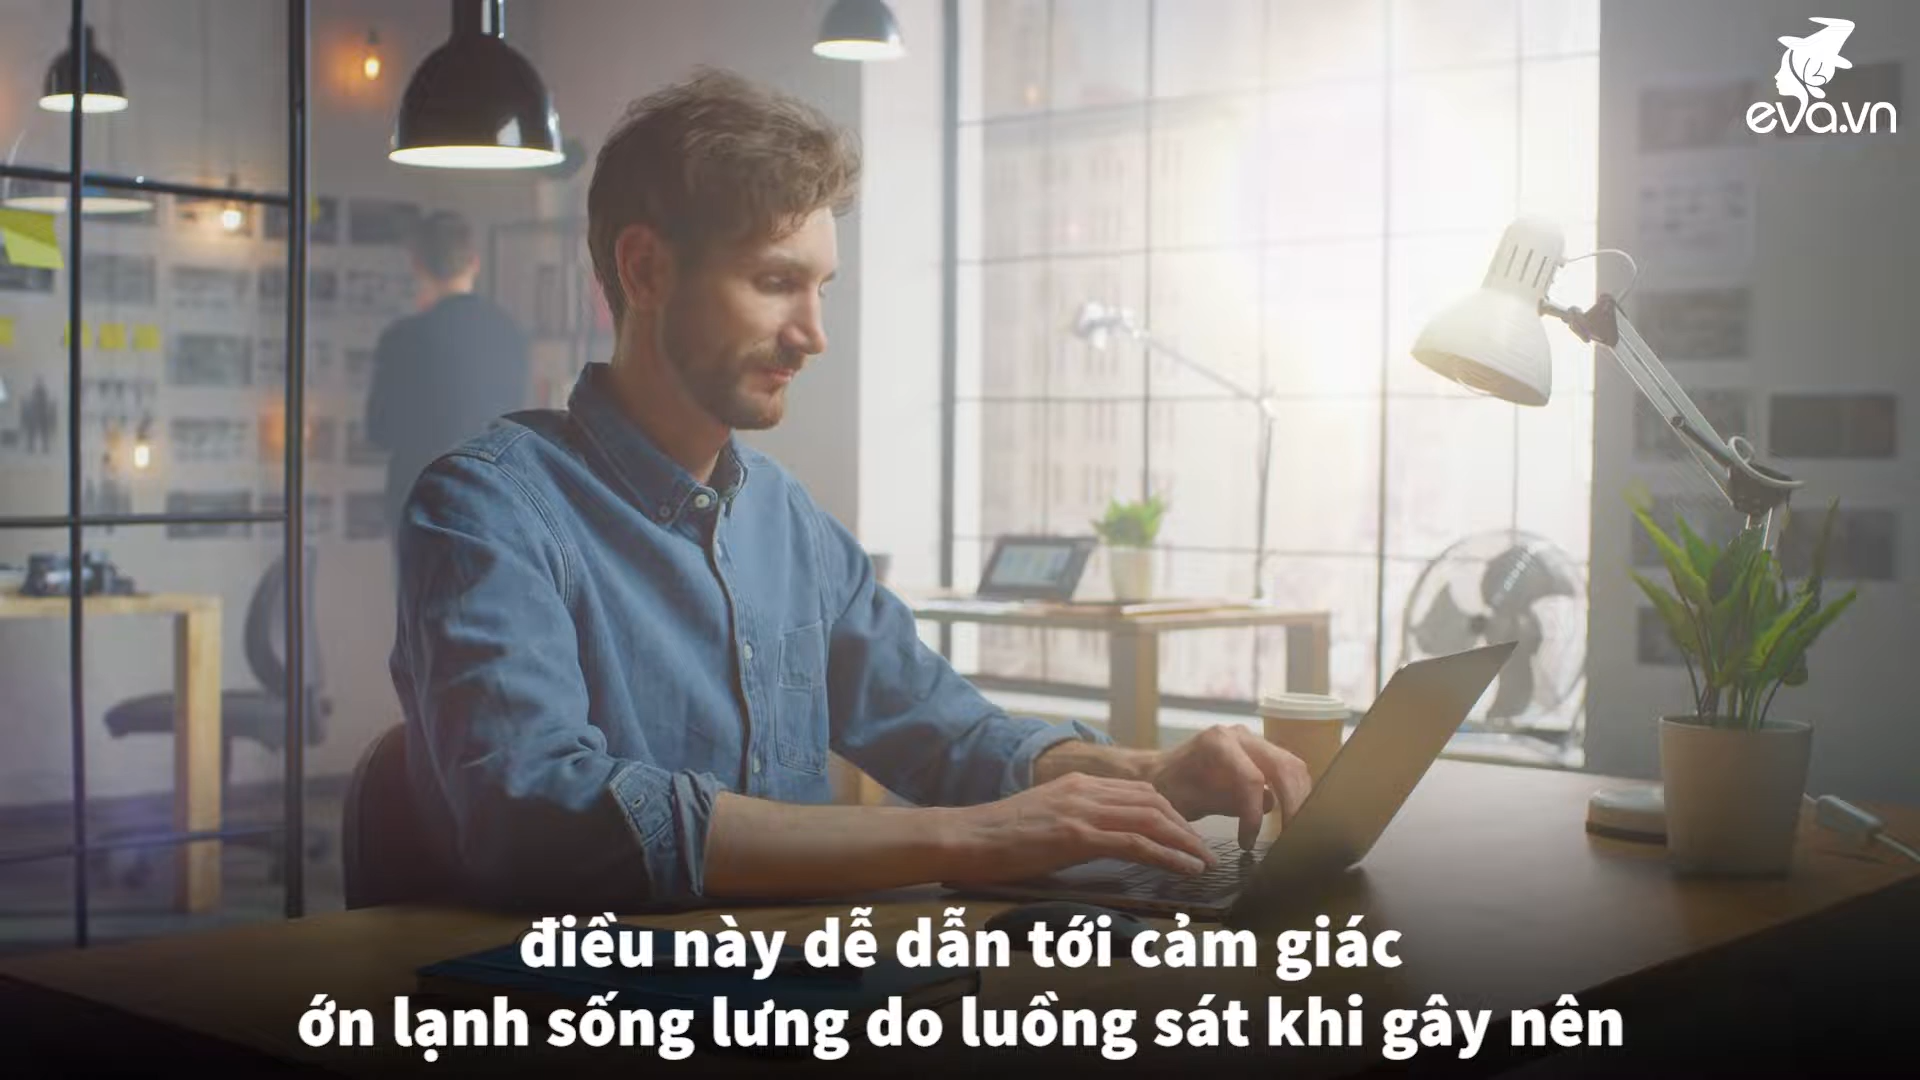 eva.vn
điều này dễ dẫn tới cảm giác
ớn lạnh sống lưng do luồng sát khi gây nên